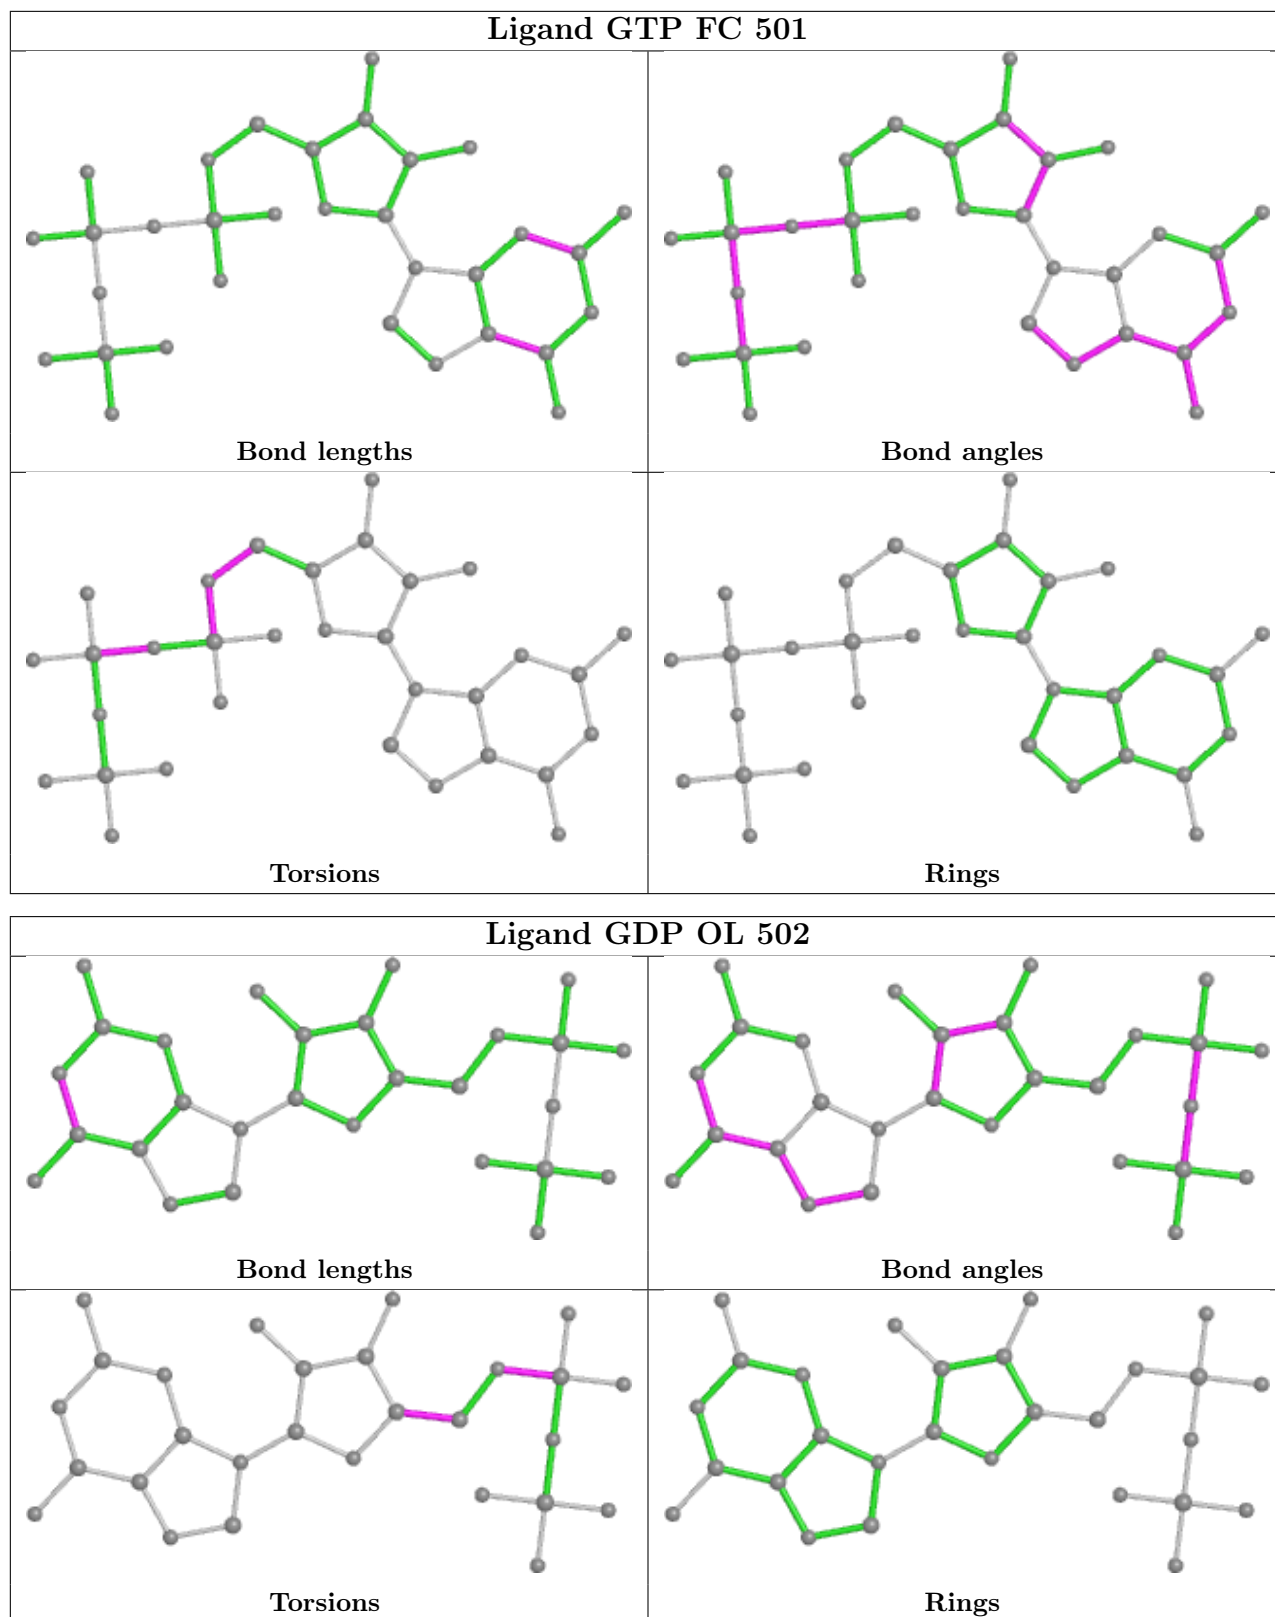 Ligand GTP FC 501
Bond lengths
Bond angles
Torsions
Rings
Ligand GDP OL 502
Bond lengths
Bond angles
Torsions
Rings